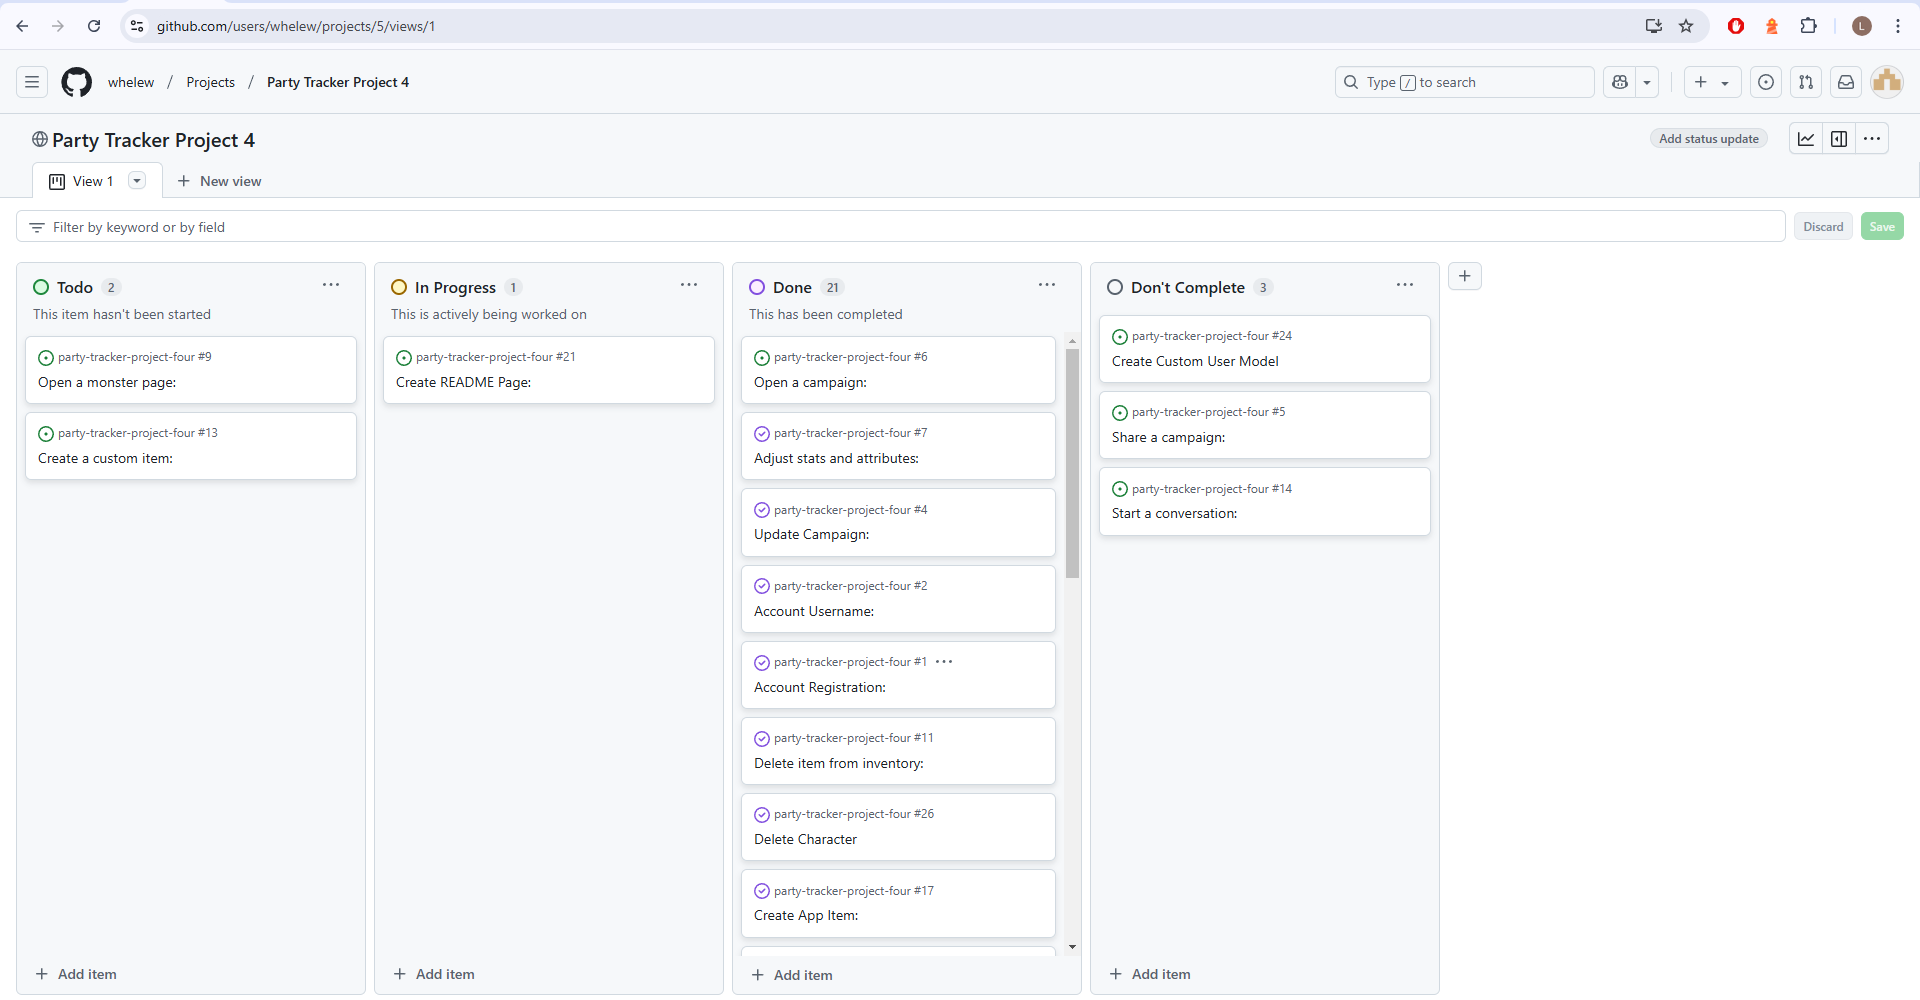 github.com/users/whelew/projects/5/views/1
L
whelew / Projects / Party Tracker Project 4
Type / to search
Party Tracker Project 4
Add status update
View 1
New view
Filter by keyword or by field
Discard
Save
Todo 2
This item hasn't been started
party-tracker-project-four #9
Open a monster page:
party-tracker-project-four #13
Create a custom item:
Add item
In Progress 1
This is actively being worked on
party-tracker-project-four #21
Create README Page:
Add item
Done 21
This has been completed
party-tracker-project-four #6
Open a campaign:
party-tracker-project-four #7
Adjust stats and attributes:
party-tracker-project-four #4
Update Campaign:
party-tracker-project-four #2
Account Username:
party-tracker-project-four #1
Account Registration:
party-tracker-project-four #11
Delete item from inventory:
party-tracker-project-four #26
Delete Character
party-tracker-project-four #17
Create App Item:
Add item
Don't Complete 3
party-tracker-project-four #24
Create Custom User Model
party-tracker-project-four #5
Share a campaign:
party-tracker-project-four #14
Start a conversation:
Add item